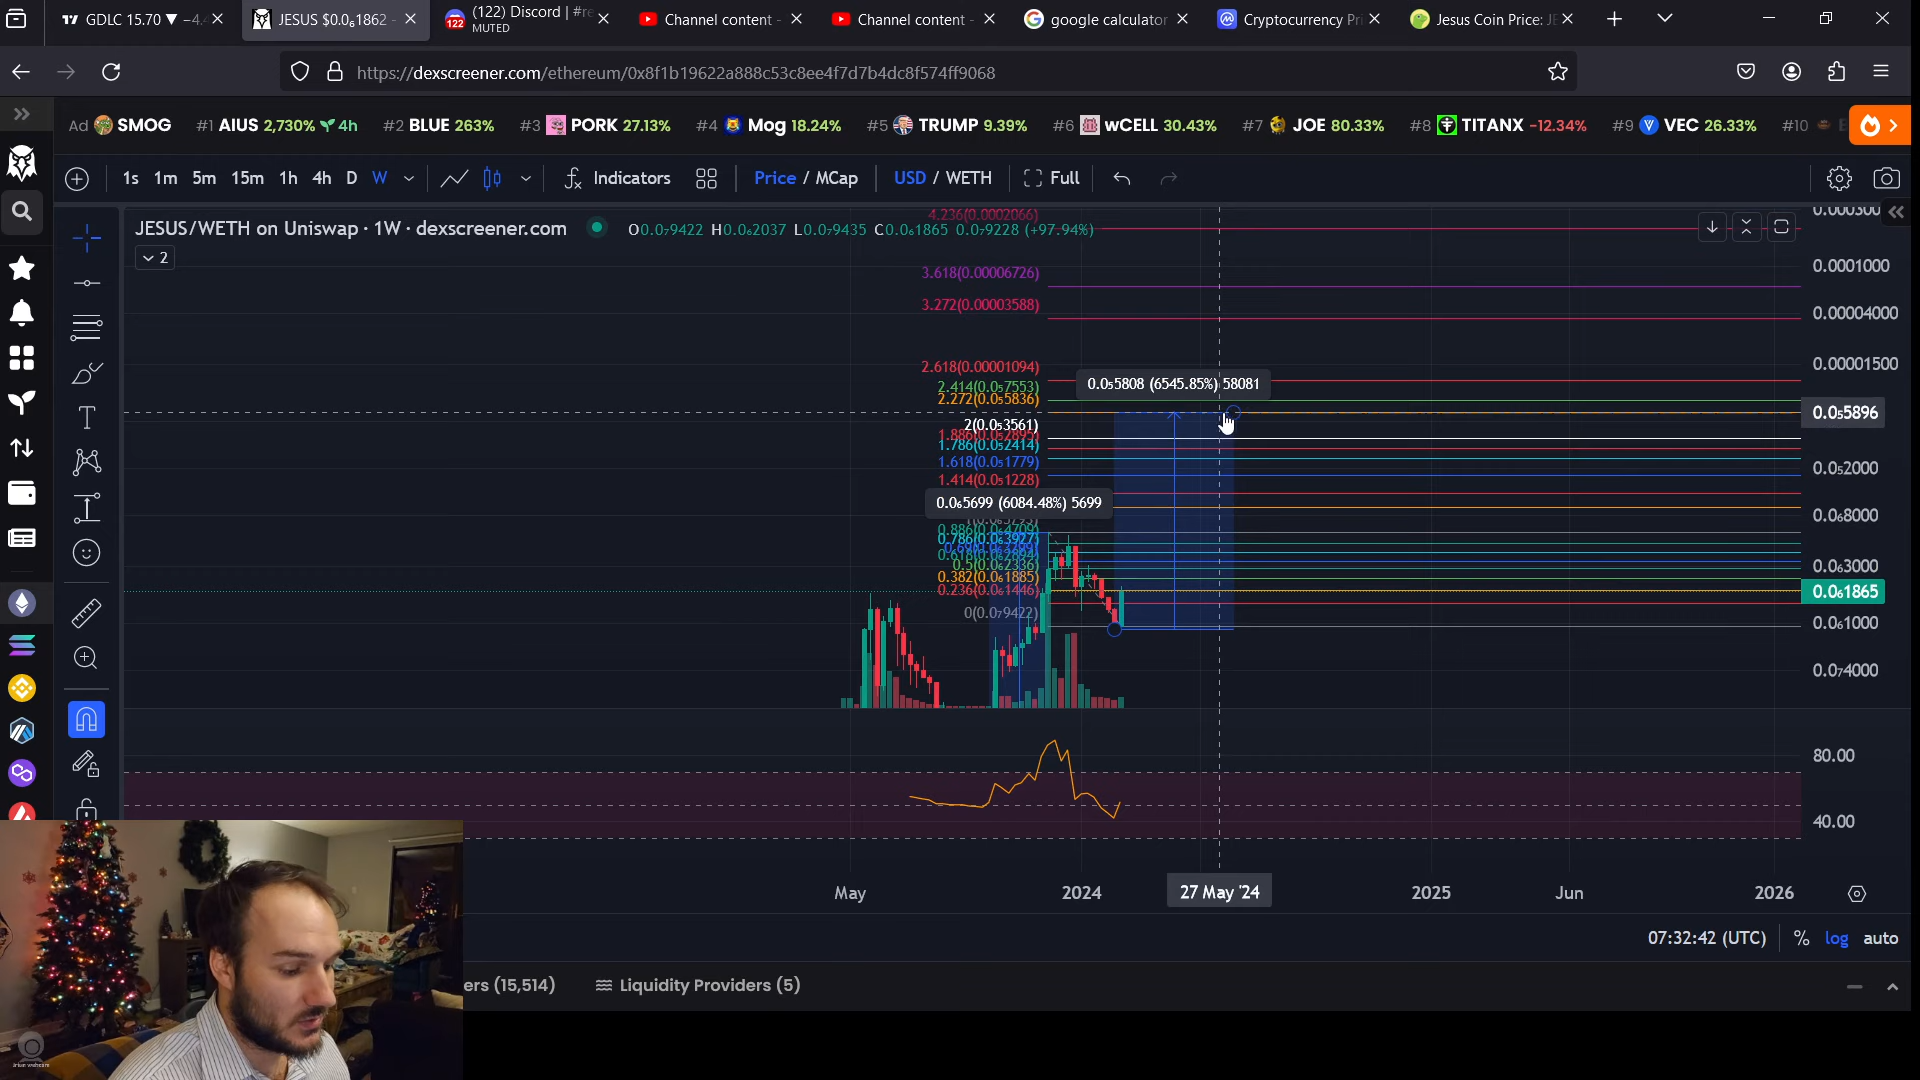 GDLC 15.70 ▼ −4.
JESUS $0.0₆1862 -
(122) Discord | #re
MUTED
Channel content -
Channel content -
google calculator
Cryptocurrency Pri
Jesus Coin Price: JE
https://dexscreener.com/ethereum/0x8f1b19622a888c53c8ee4f7d7b4dc8f574ff9068
Ad SMOG #1 AIUS 2,730% 4h #2 BLUE 263% #3 PORK 27.13% #4 Mog 18.24% #5 TRUMP 9.39% #6 wCELL 30.43% #7 JOE 80.33% #8 TITANX -12.34% #9 VEC 26.33% #10
1s 1m 5m 15m 1h 4h D W Indicators Price / MCap USD / WETH Full
JESUS/WETH on Uniswap · 1W · dexscreener.com O0.0₇9422 H0.0₆2037 L0.0₇9435 C0.0₆1865 0.0₇9228 (+97.94%)
2
4.236(0.0002066)
3.618(0.00006726)
3.272(0.00003588)
2.618(0.00001094)
2.414(0.0₅7553)
2.272(0.0₅5836)
2(0.0₅3561)
1.886(0.0₅2895)
1.786(0.0₅2414)
1.618(0.0₅1779)
1.414(0.0₅1228)
0.0₅5808 (6545.85%) 58081
0.0₆5699 (6084.48%) 5699
0.886(0.0₆4709)
0.786(0.0₆3927)
0.618(0.0₆2894)
0.5(0.0₆2336)
0.382(0.0₆1885)
0.236(0.0₆1446)
0(0.0₇9422)
0.0001000
0.00004000
0.00001500
0.0₅5896
0.0₅2000
0.0₆8000
0.0₆3000
0.0₆1865
0.0₆1000
0.0₇4000
80.00
40.00
May 2024 27 May '24 2025 Jun 2026
07:32:42 (UTC) % log auto
ers (15,514) Liquidity Providers (5)